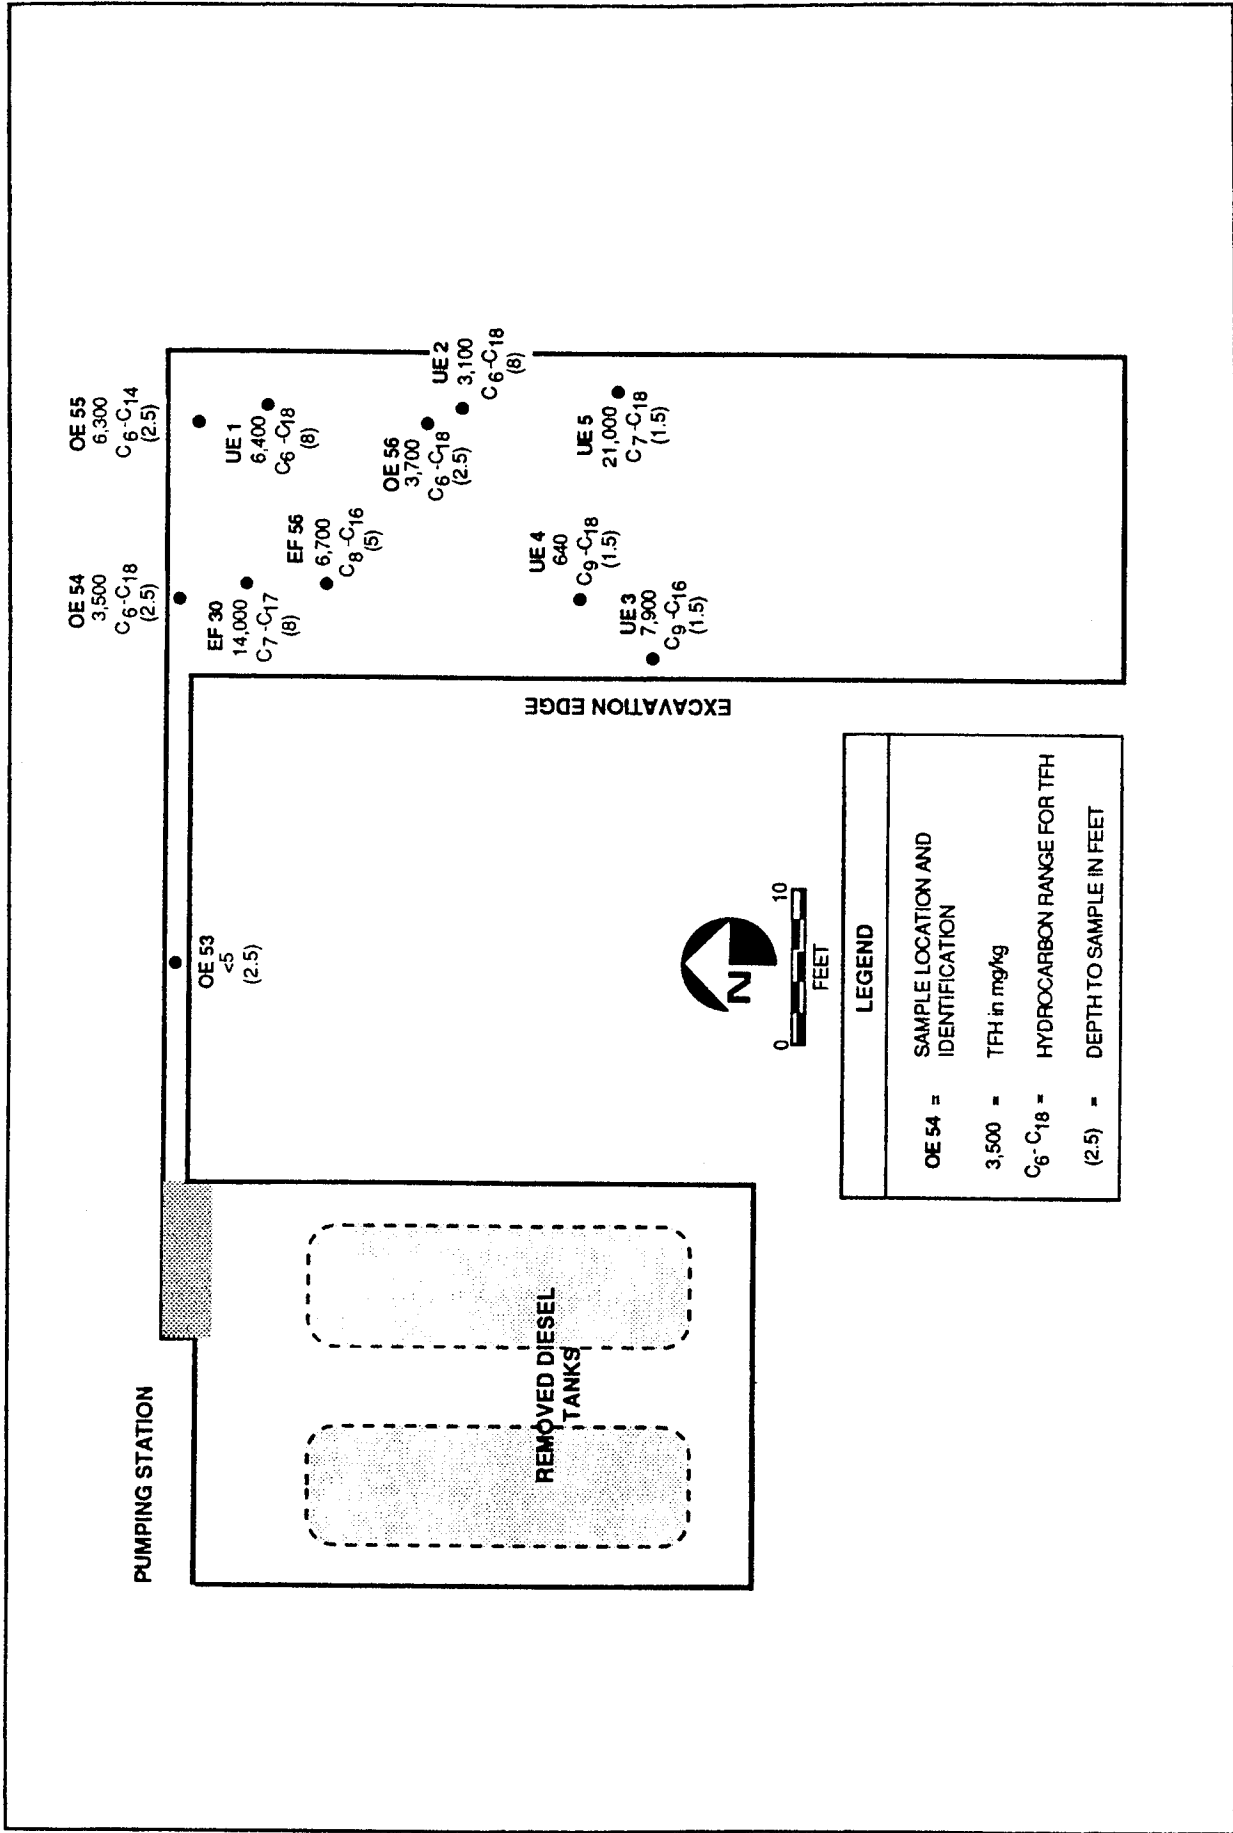 PUMPING STATION
REMOVED DIESEL
TANKS
OE 53
<5
(2.5)
OE 54
3,500
C6-C18
(2.5)
OE 55
6,300
C6-C14
(2.5)
EF 30
14,000
C7-C17
(8)
UE 1
6,400
C6-C18
(8)
EF 56
6,700
C8-C16
(5)
OE 56
3,700
C6-C18
(2.5)
UE 2
3,100
C6-C18
(8)
UE 4
640
C9-C18
(1.5)
UE 5
21,000
C7-C18
(1.5)
UE 3
7,900
C9-C16
(1.5)
EXCAVATION EDGE
N
0 10
FEET
LEGEND
OE 54 = SAMPLE LOCATION AND
IDENTIFICATION
3,500 = TFH in mg/kg
C6-C18 = HYDROCARBON RANGE FOR TFH
(2.5) = DEPTH TO SAMPLE IN FEET